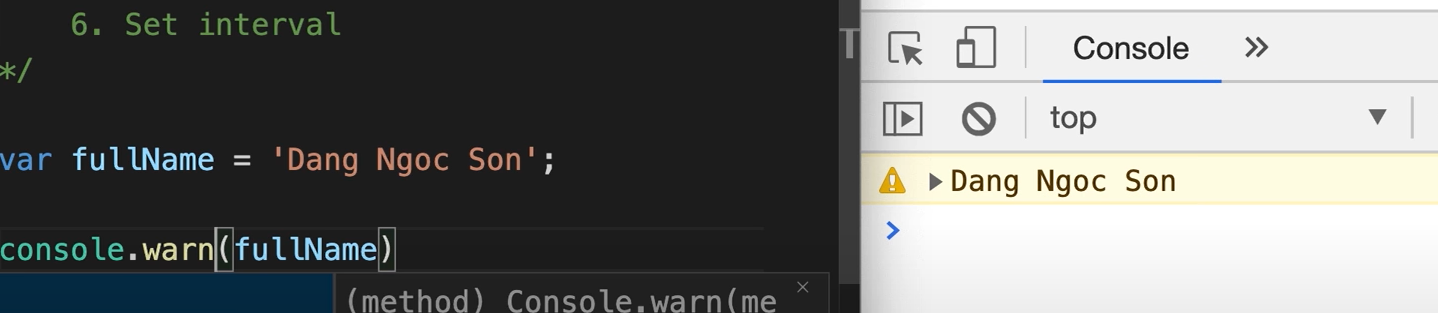 6. Set interval
*/
var fullName = 'Dang Ngoc Son';
console.warn(fullName)
(method) Console.warn(me
T
Console
top
Dang Ngoc Son